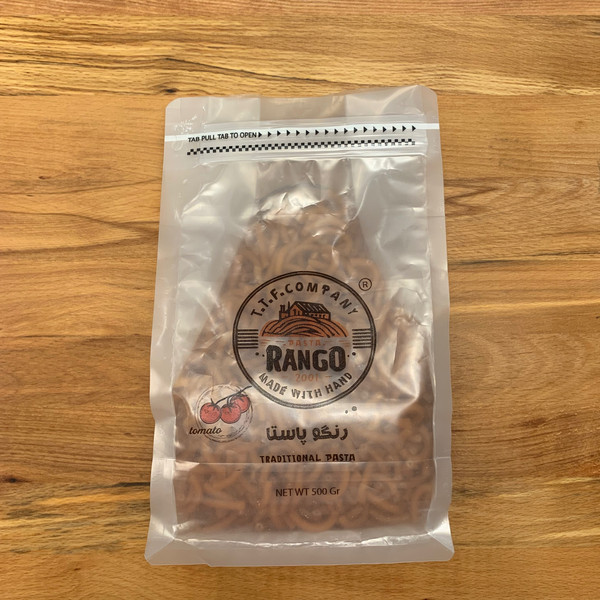 TAB PULL TAB TO OPEN
T.T.F.COMPANY
®
PASTA
RANGO
2001
MADE WITH HAND
tomato
رنگو پاستا
TRADITIONAL PASTA
NET WT 500 Gr